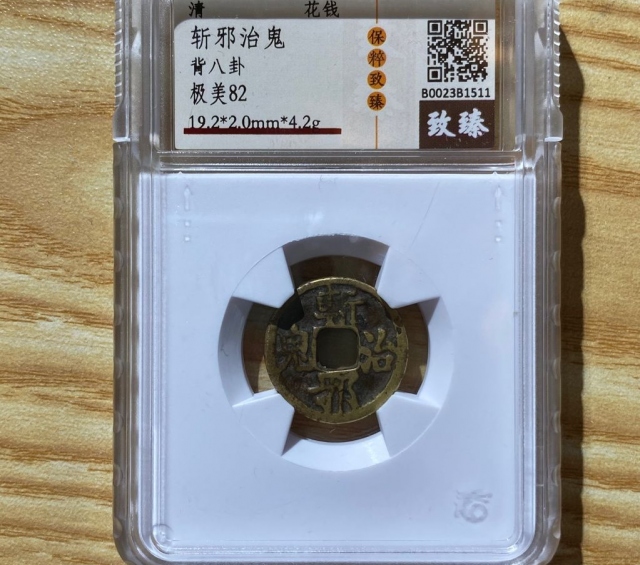 清 花钱
斩邪治鬼
背八卦
极美82
19.2*2.0mm*4.2g
保粹致臻
B0023B1511
致臻
斩邪治鬼